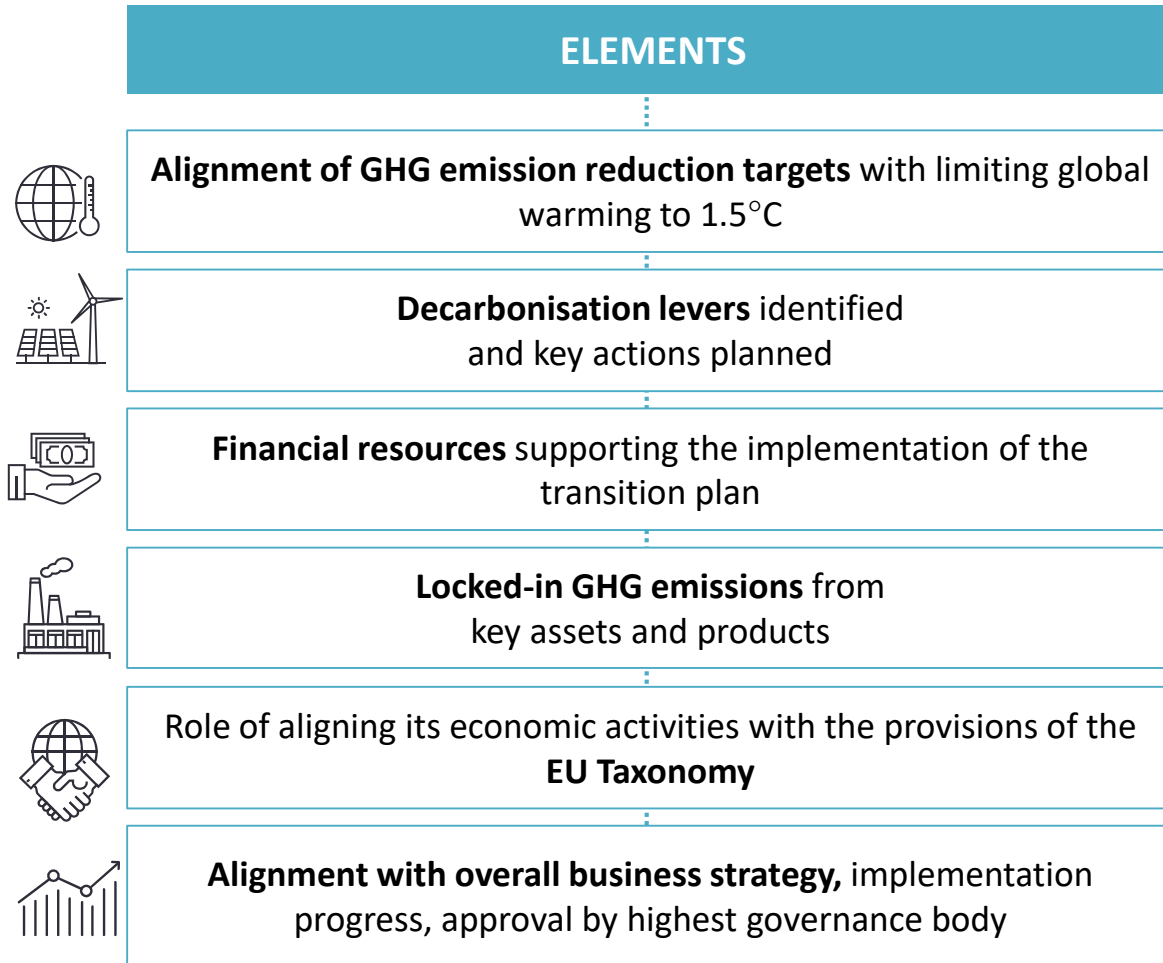 ELEMENTS
Alignment of GHG emission reduction targets with limiting global
warming to 1.5°C
Decarbonisation levers identified
and key actions planned
Financial resources supporting the implementation of the
transition plan
Locked-in GHG emissions from
key assets and products
Role of aligning its economic activities with the provisions of the
EU Taxonomy
Alignment with overall business strategy, implementation
progress, approval by highest governance body